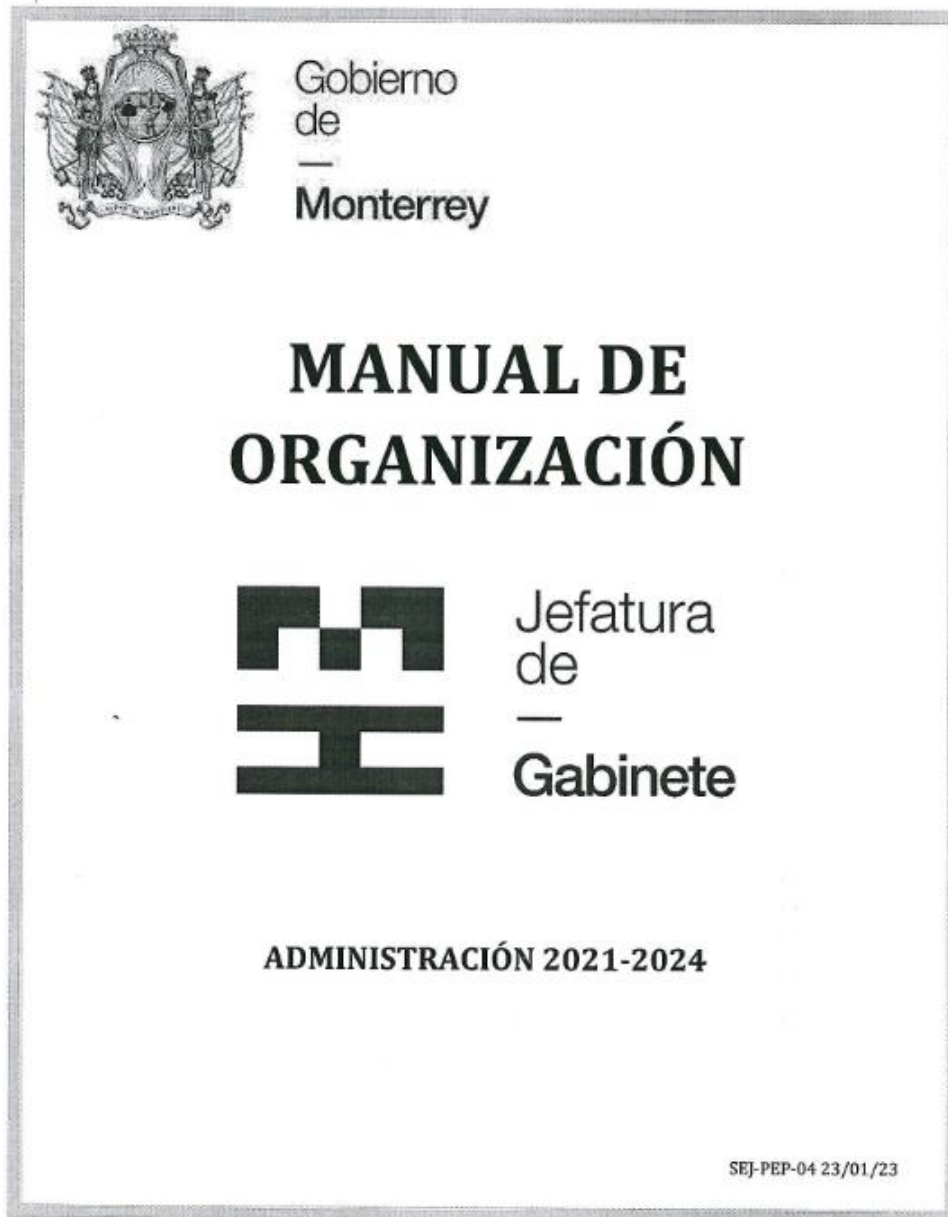 Gobierno
de
—
Monterrey
MANUAL DE
ORGANIZACIÓN
Jefatura
de
—
Gabinete
ADMINISTRACIÓN 2021-2024
SEJ-PEP-04 23/01/23